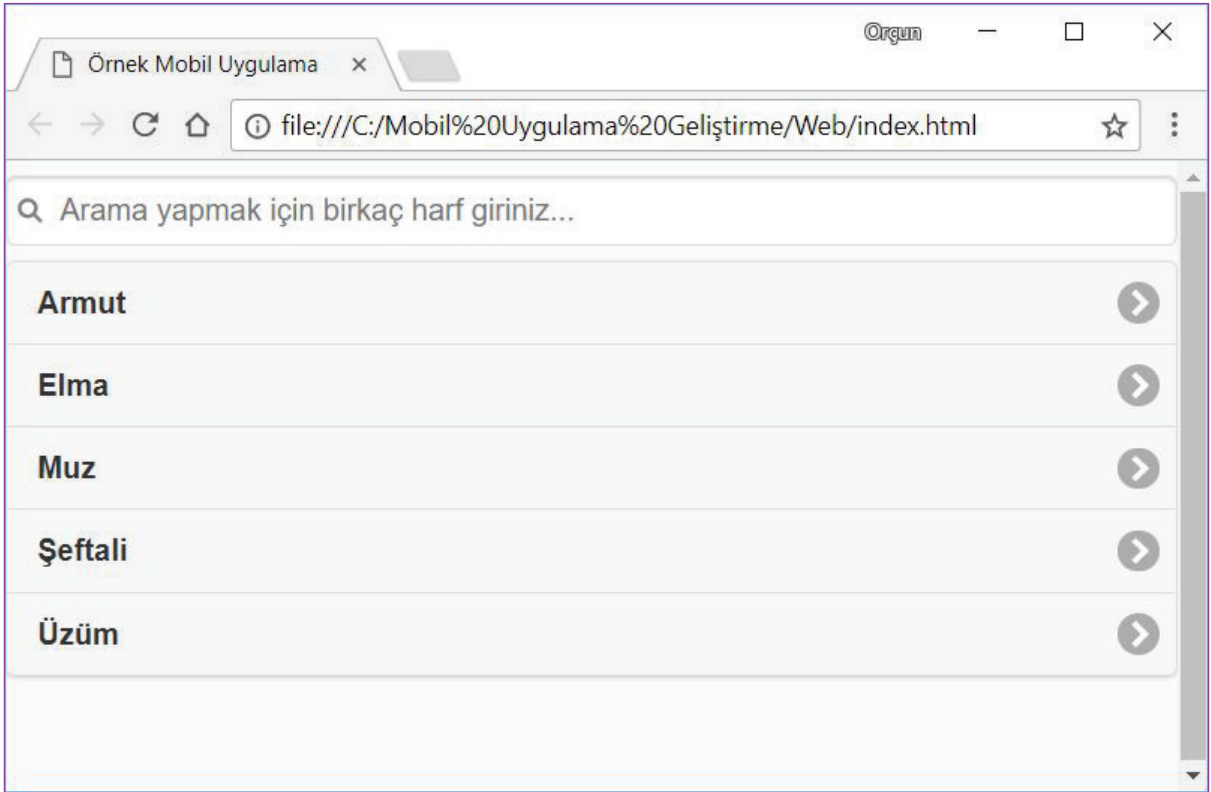 Orçun
Örnek Mobil Uygulama
file:///C:/Mobil%20Uygulama%20Geliştirme/Web/index.html
Arama yapmak için birkaç harf giriniz...
Armut
Elma
Muz
Şeftali
Üzüm